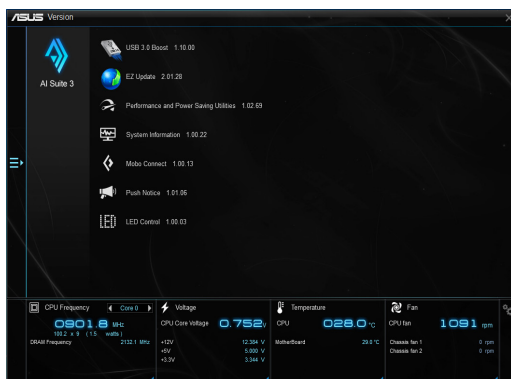 ASUS Version
AI Suite 3
USB 3.0 Boost 1.10.00
EZ Update 2.01.28
Performance and Power Saving Utilities 1.02.69
System Information 1.00.22
Mobo Connect 1.00.13
Push Notice 1.01.06
LED Control 1.00.03
CPU Frequency Core 0
0901.8 MHz
100.2 x 9 (1.5 watts)
DRAM Frequency 2132.1 MHz
Voltage
CPU Core Voltage 0.752v
+12V 12.384 V
+5V 5.000 V
+3.3V 3.344 V
Temperature
CPU 028.0 °C
MotherBoard 29.0 °C
Fan
CPU fan 1091 rpm
Chassis fan 1 0 rpm
Chassis fan 2 0 rpm